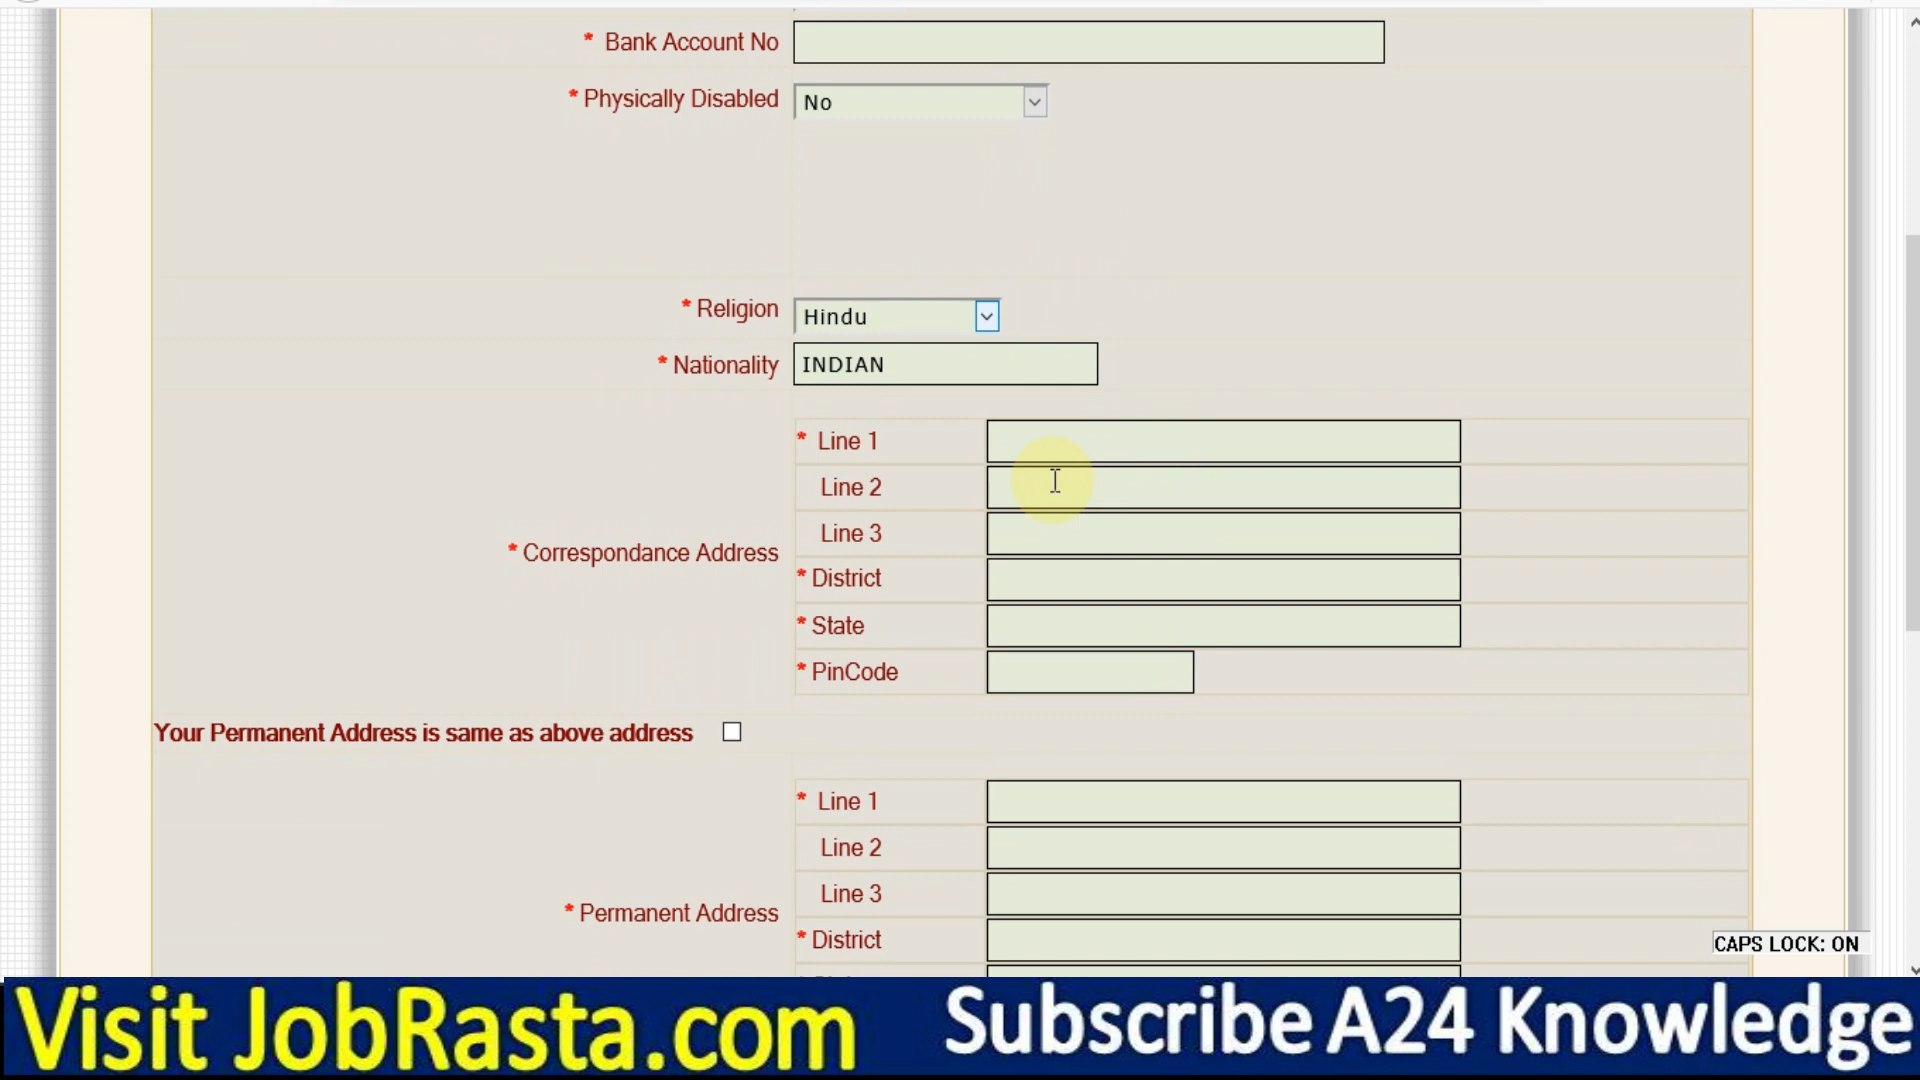 * Bank Account No
* Physically Disabled No
* Religion Hindu
* Nationality INDIAN
* Line 1
Line 2
Line 3
* Correspondance Address
* District
* State
* PinCode
Your Permanent Address is same as above address
* Line 1
Line 2
Line 3
* Permanent Address
* District
CAPS LOCK: ON
Visit JobRasta.com Subscribe A24 Knowledge